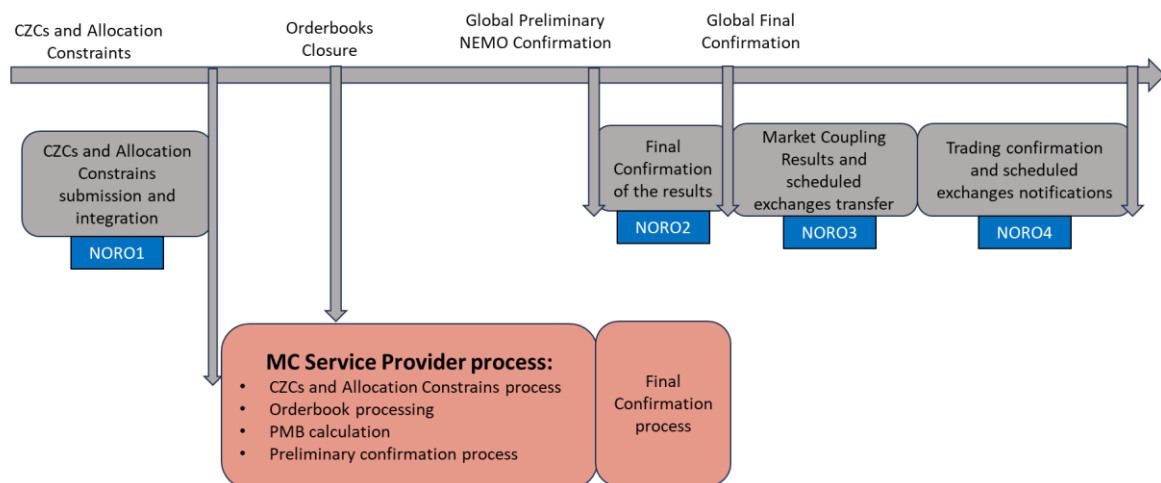 CZCs and Allocation
Constraints
Orderbooks
Closure
Global Preliminary
NEMO Confirmation
Global Final
Confirmation
CZCs and Allocation
Constrains
submission and
integration
NORO1
Final
Confirmation
of the results
NORO2
Market Coupling
Results and
scheduled
exchanges transfer
NORO3
Trading confirmation
and scheduled
exchanges notifications
NORO4
MC Service Provider process:
• CZCs and Allocation Constrains process
• Orderbook processing
• PMB calculation
• Preliminary confirmation process
Final
Confirmation
process